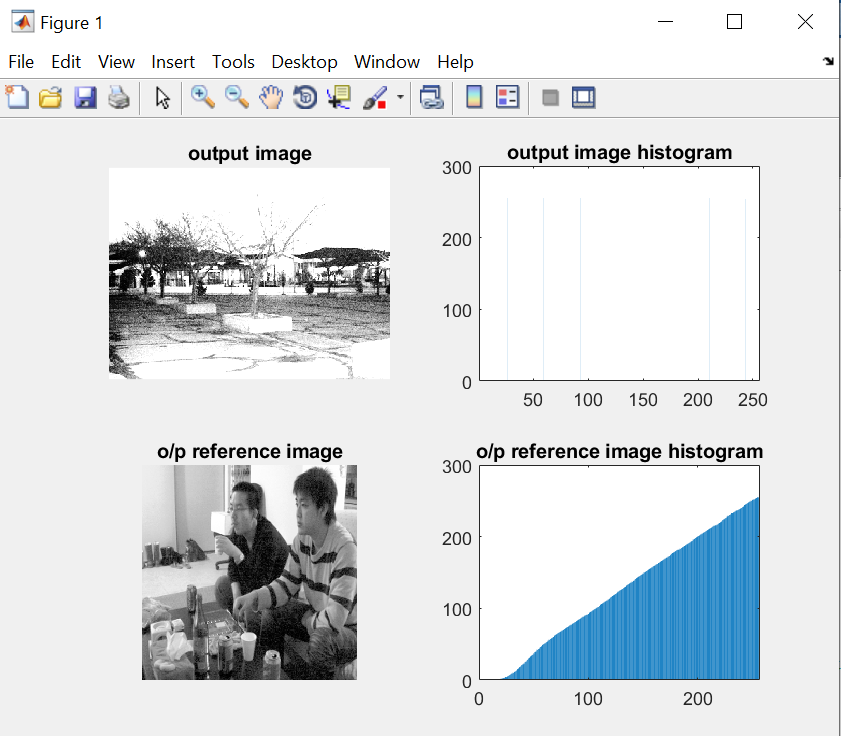 Figure 1
File Edit View Insert Tools Desktop Window Help
output image
output image histogram
300
200
100
0
50 100 150 200 250
o/p reference image
o/p reference image histogram
300
200
100
0
0 100 200